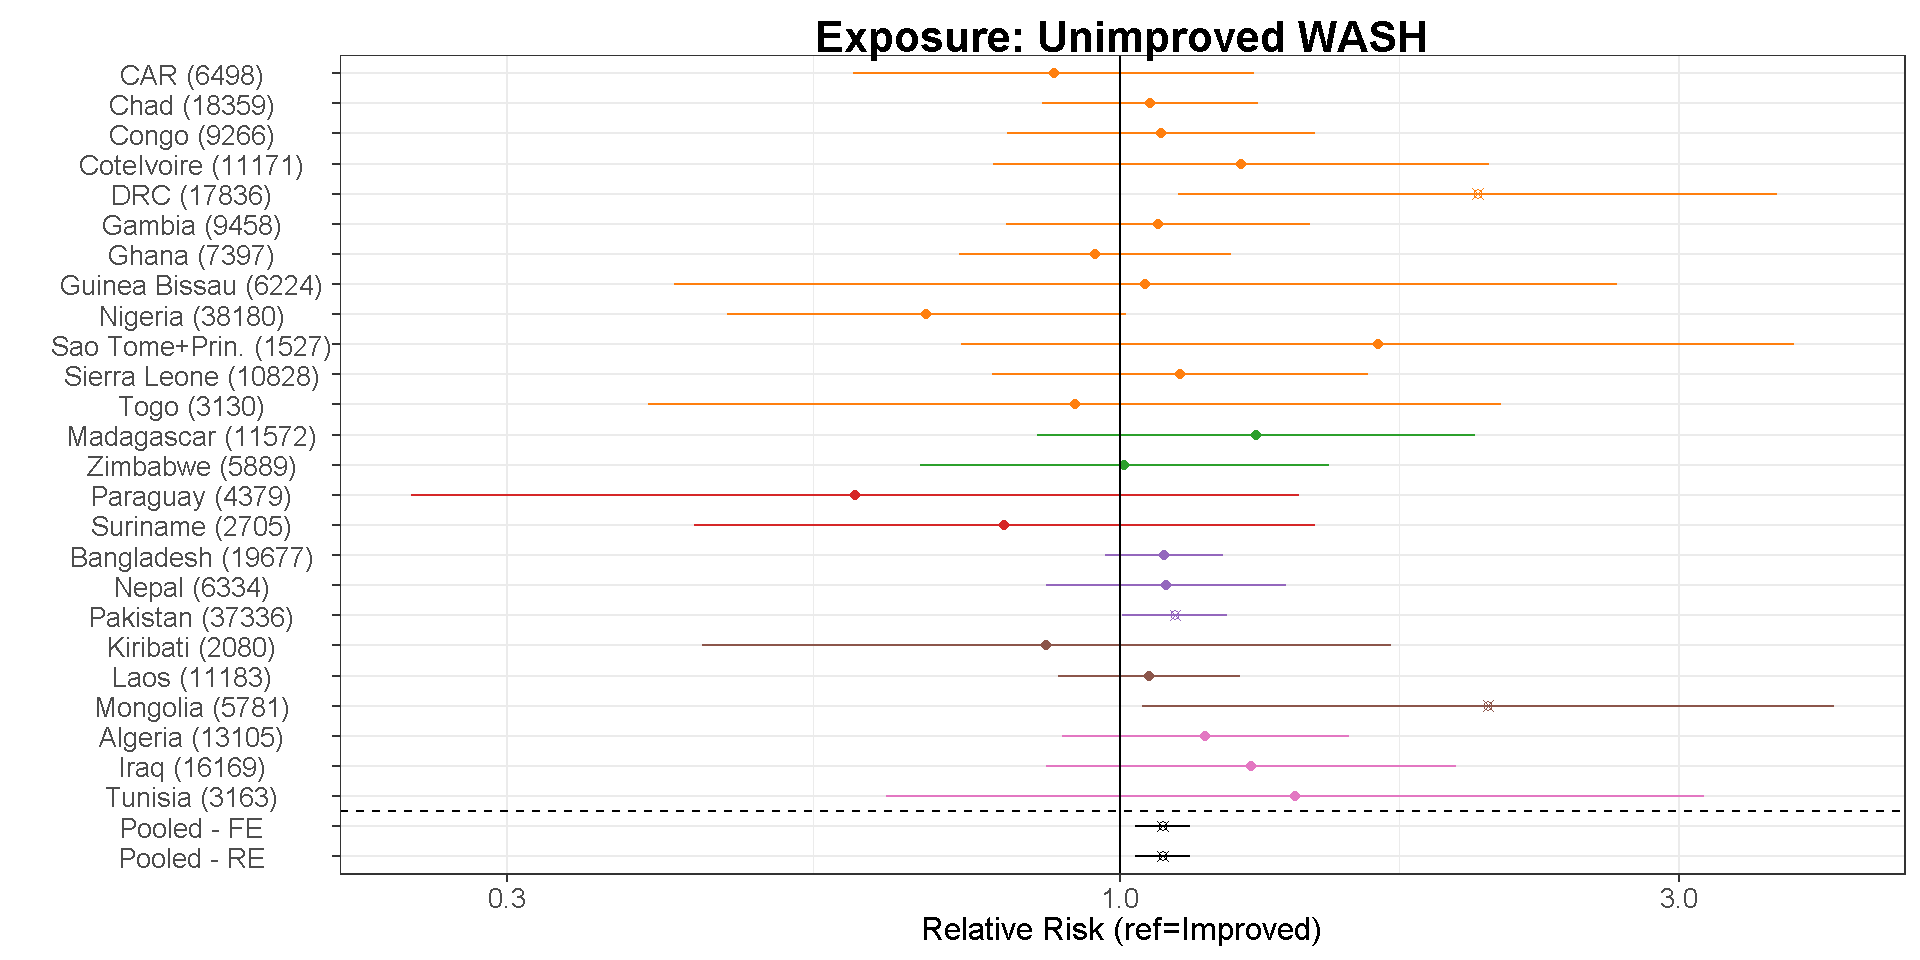 Exposure: Unimproved WASH
CAR (6498)
Chad (18359)
Congo (9266)
CoteIvoire (11171)
DRC (17836)
Gambia (9458)
Ghana (7397)
Guinea Bissau (6224)
Nigeria (38180)
Sao Tome+Prin. (1527)
Sierra Leone (10828)
Togo (3130)
Madagascar (11572)
Zimbabwe (5889)
Paraguay (4379)
Suriname (2705)
Bangladesh (19677)
Nepal (6334)
Pakistan (37336)
Kiribati (2080)
Laos (11183)
Mongolia (5781)
Algeria (13105)
Iraq (16169)
Tunisia (3163)
Pooled - FE
Pooled - RE
0.3 1.0 3.0
Relative Risk (ref=Improved)